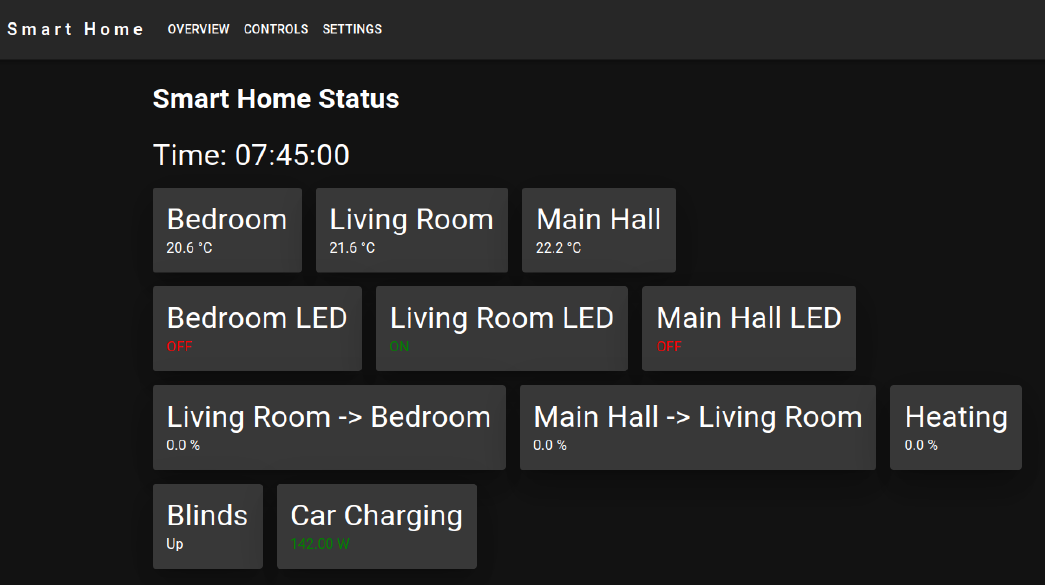 Smart Home OVERVIEW CONTROLS SETTINGS
Smart Home Status
Time: 07:45:00
Bedroom Living Room Main Hall
20.6 °C 21.6 °C 22.2 °C
Bedroom LED Living Room LED Main Hall LED
OFF ON OFF
Living Room -> Bedroom Main Hall -> Living Room Heating
0.0 % 0.0 % 0.0 %
Blinds Car Charging
Up 142.00 W